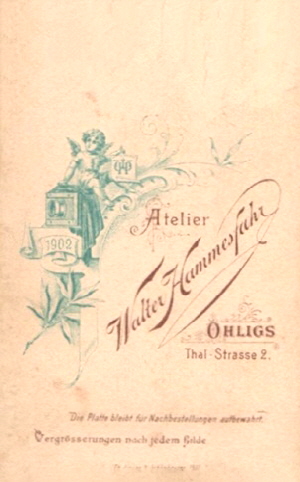 1902
Atelier
Walter Hammesfahr
OHLIGS
Thal-Strasse 2.
Die Platte bleibt für Nachbestellungen aufbewahrt.
Vergrösserungen nach jedem Bilde